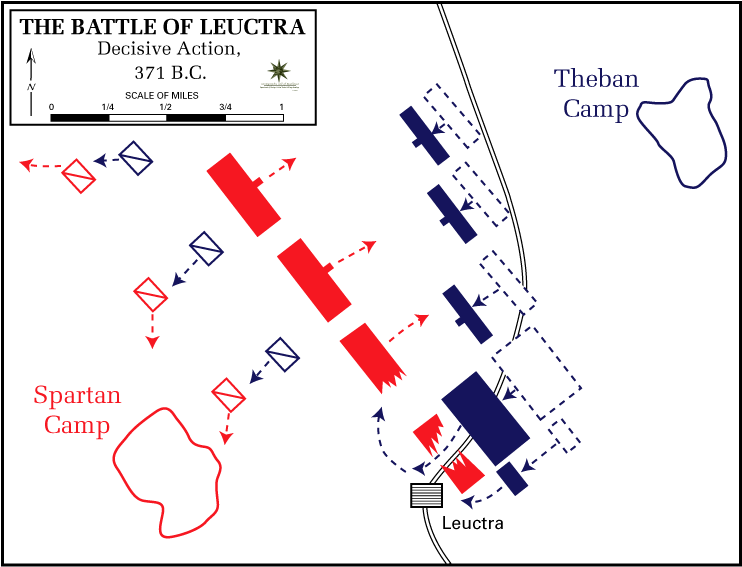 THE BATTLE OF LEUCTRA
Decisive Action,
371 B.C.
N
SCALE OF MILES
0 1/4 1/2 3/4 1
Theban
Camp
Spartan
Camp
Leuctra